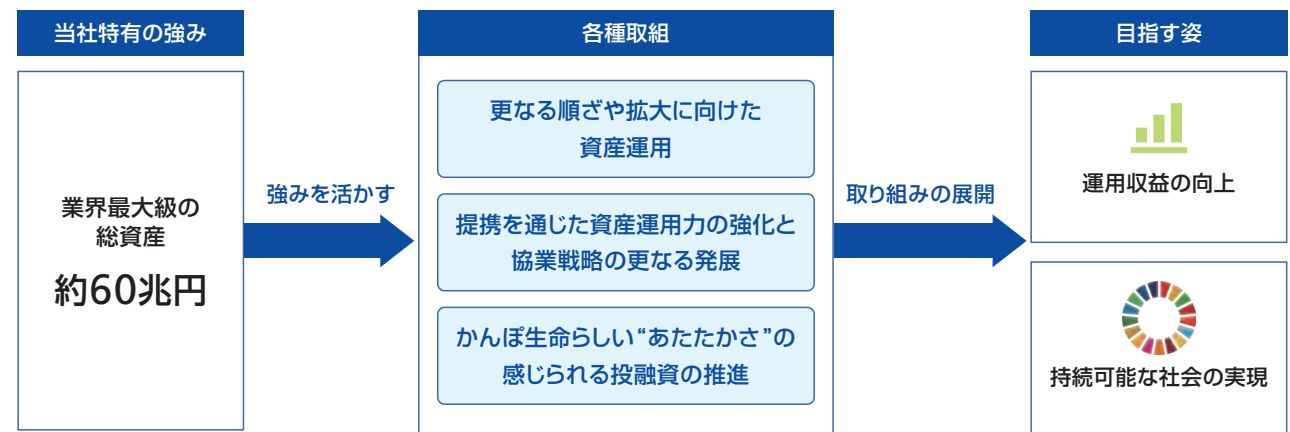 当社特有の強み
業界最大級の
総資産
約60兆円
強みを活かす
各種取組
更なる順ざや拡大に向けた
資産運用
提携を通じた資産運用力の強化と
協業戦略の更なる発展
かんぽ生命らしい“あたたかさ”の
感じられる投融資の推進
取り組みの展開
目指す姿
運用収益の向上
持続可能な社会の実現